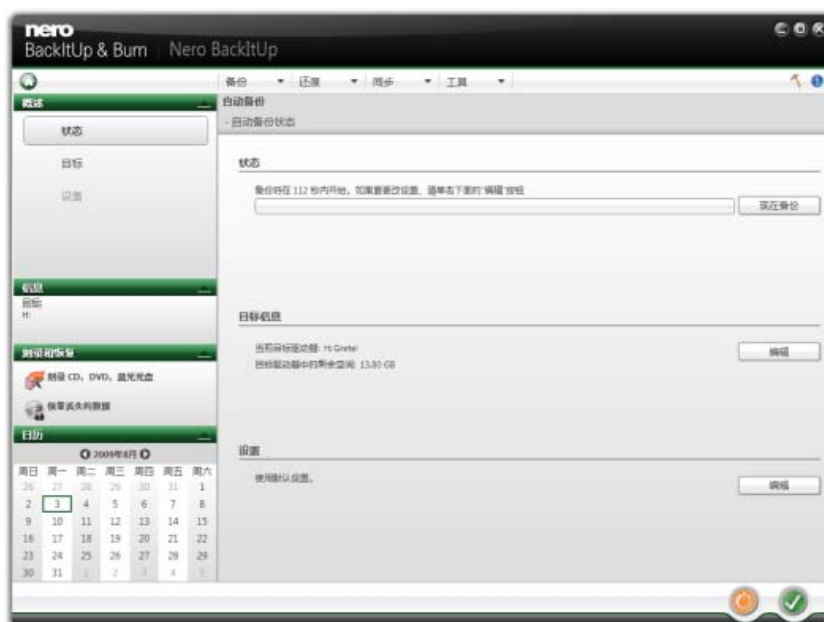 nero
BackItUp & Burn | Nero BackItUp
备份 还原 同步 工具
概述
状态
目标
设置
信息
目标:
H:
刻录和恢复
刻录 CD、DVD、蓝光光盘
恢复丢失的数据
日历
2009年8月
周日 周一 周二 周三 周四 周五 周六
26 27 28 29 30 31 1
2 3 4 5 6 7 8
9 10 11 12 13 14 15
16 17 18 19 20 21 22
23 24 25 26 27 28 29
30 31 1 2 3 4 5
自动备份
- 自动备份状态
状态
备份将在 112 秒内开始。如果要更改设置，请单击下面的“编辑”按钮
现在备份
目标信息
当前目标驱动器: H:Gretel
目标驱动器中的剩余空间: 13.80 GB
编辑
设置
使用默认设置。
编辑